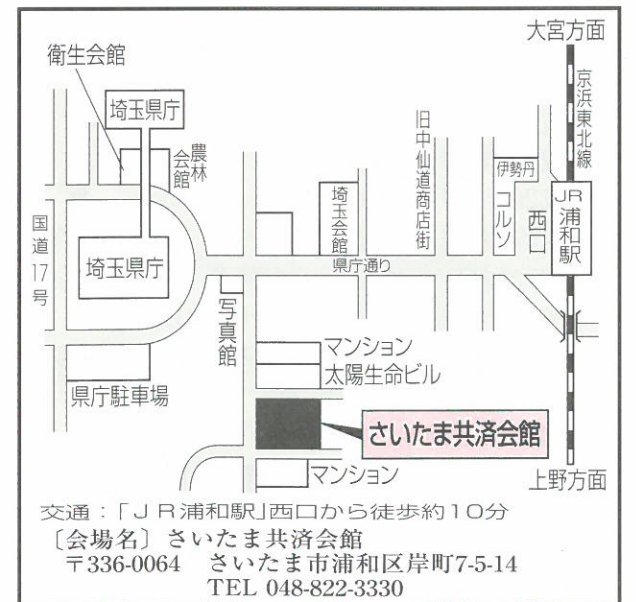 大宮方面
衛生会館
京浜東北線
埼玉県庁
農林会館
旧中仙道商店街
伊勢丹
コルソ
西口
JR浦和駅
埼玉会館
国道17号
埼玉県庁
県庁通り
写真館
マンション
太陽生命ビル
県庁駐車場
さいたま共済会館
マンション
上野方面
交通：「JR浦和駅」西口から徒歩約10分
〔会場名〕さいたま共済会館
〒336-0064 さいたま市浦和区岸町7-5-14
TEL 048-822-3330